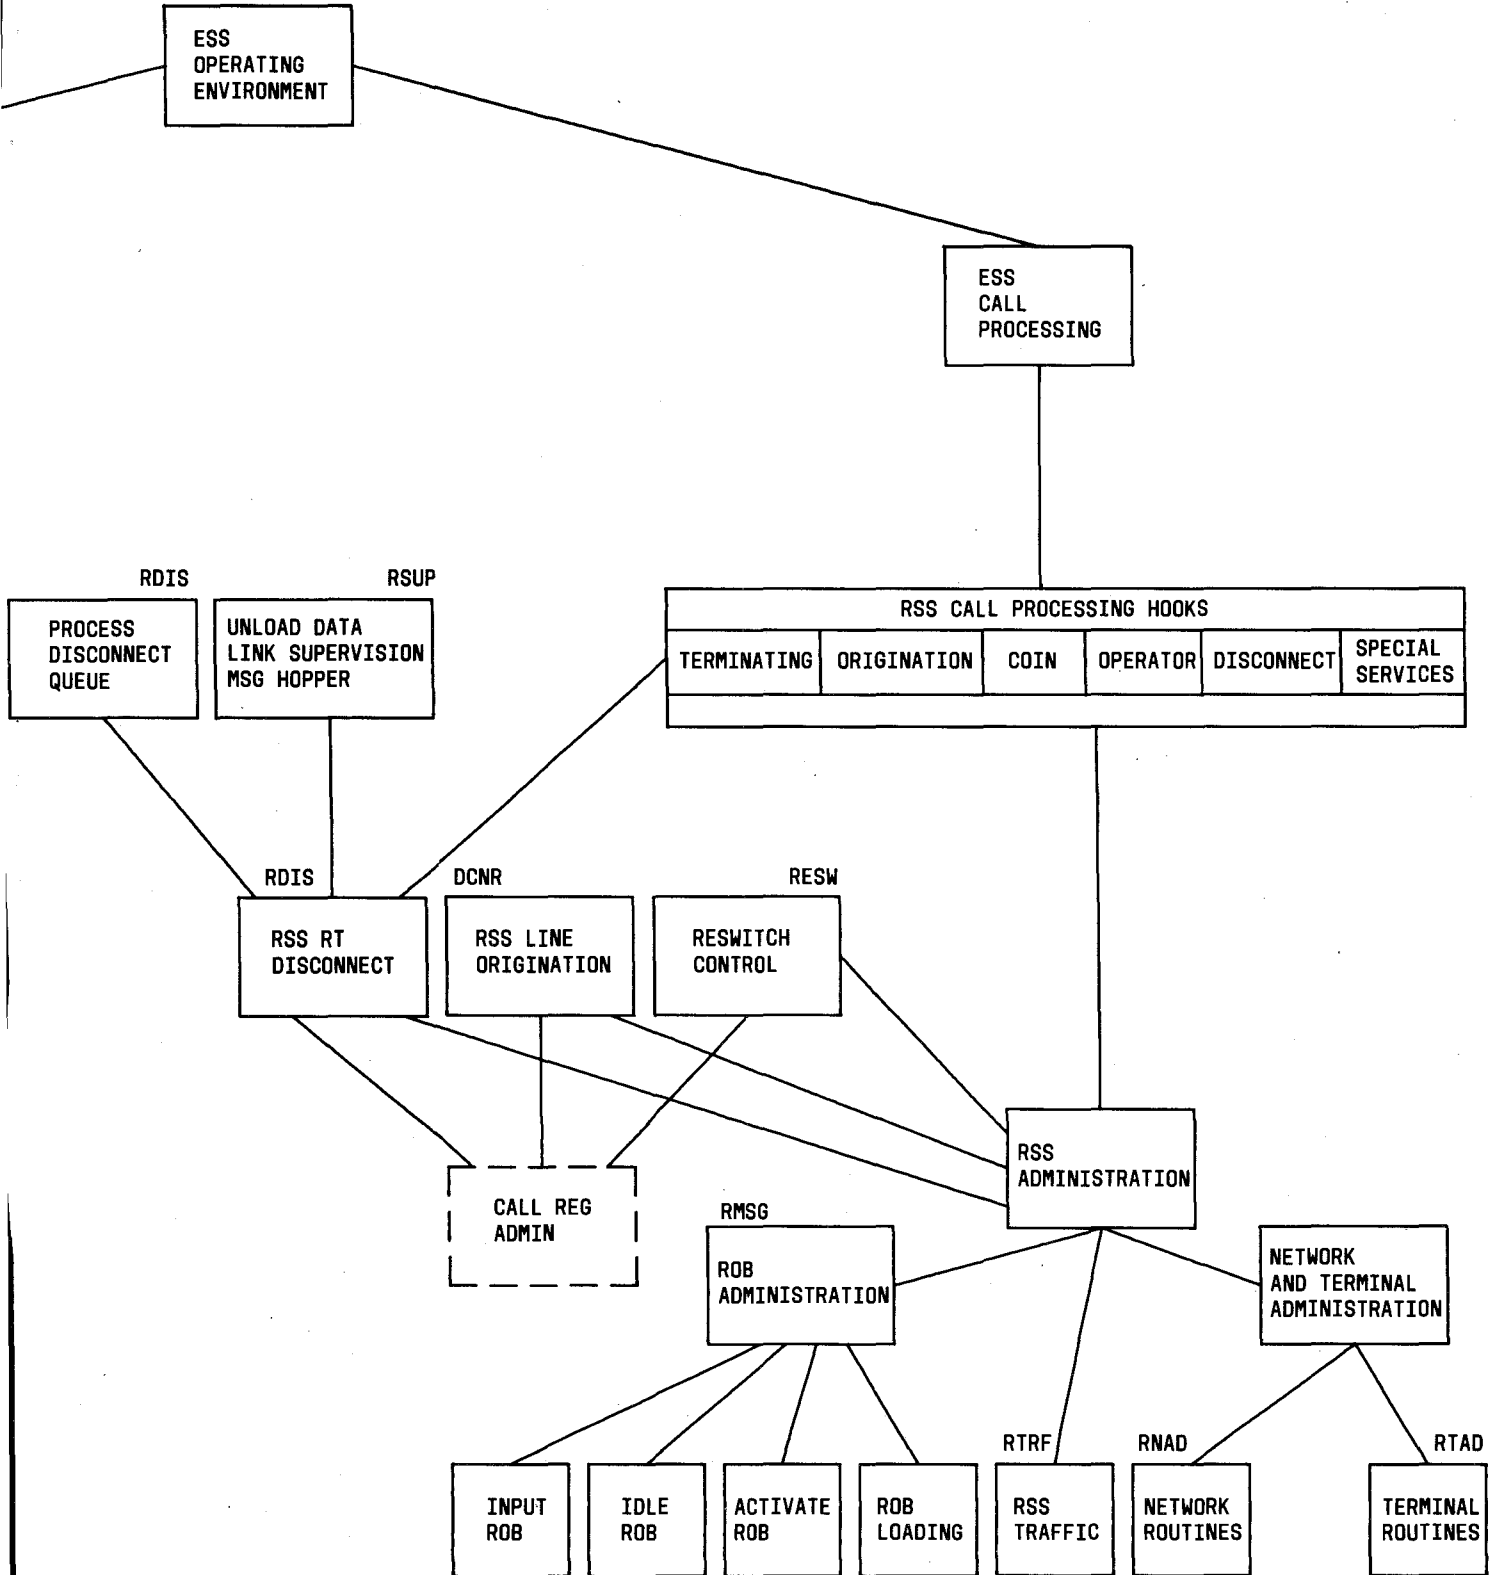 ESS
OPERATING
ENVIRONMENT
ESS
CALL
PROCESSING
RDIS
RSUP
PROCESS
DISCONNECT
QUEUE
UNLOAD DATA
LINK SUPERVISION
MSG HOPPER
RSS CALL PROCESSING HOOKS
TERMINATING
ORIGINATION
COIN
OPERATOR
DISCONNECT
SPECIAL
SERVICES
RDIS
DCNR
RESW
RSS RT
DISCONNECT
RSS LINE
ORIGINATION
RESWITCH
CONTROL
RSS
ADMINISTRATION
CALL REG
ADMIN
RMSG
ROB
ADMINISTRATION
NETWORK
AND TERMINAL
ADMINISTRATION
RTRF
RNAD
RTAD
INPUT
ROB
IDLE
ROB
ACTIVATE
ROB
ROB
LOADING
RSS
TRAFFIC
NETWORK
ROUTINES
TERMINAL
ROUTINES